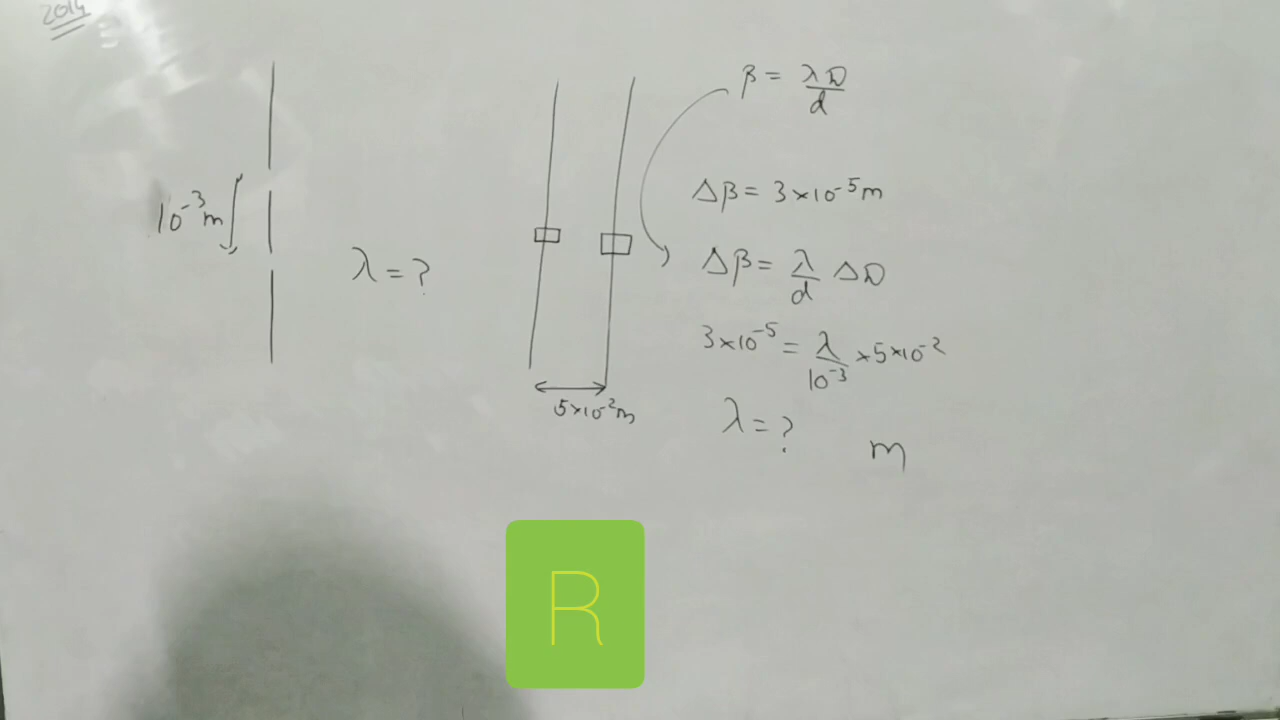 2014
β = λD/d
10⁻³m
Δβ = 3×10⁻⁵m
λ = ?
Δβ = λ/d ΔD
3×10⁻⁵ = λ/10⁻³ ×5×10⁻²
5×10⁻²m
λ = ?
m
R